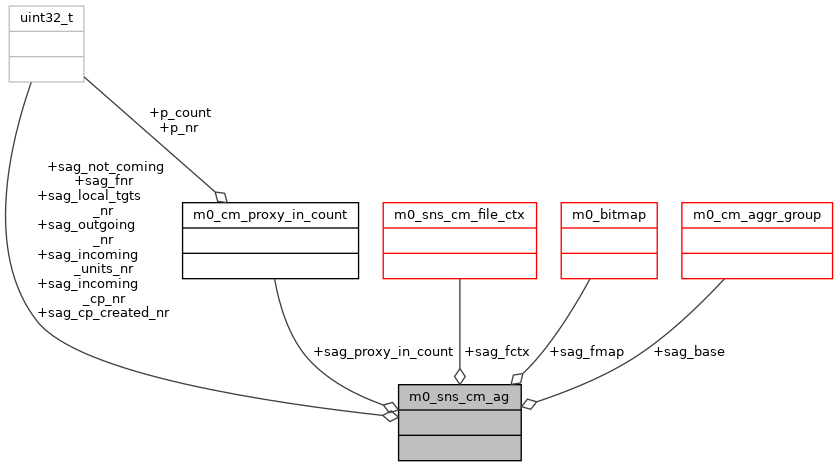 uint32_t
+p_count
+p_nr
+sag_not_coming
+sag_fnr
+sag_local_tgts
_nr
+sag_outgoing
_nr
+sag_incoming
_units_nr
+sag_incoming
_cp_nr
+sag_cp_created_nr
m0_cm_proxy_in_count
m0_sns_cm_file_ctx
m0_bitmap
m0_cm_aggr_group
+sag_proxy_in_count
+sag_fctx
+sag_fmap
+sag_base
m0_sns_cm_ag